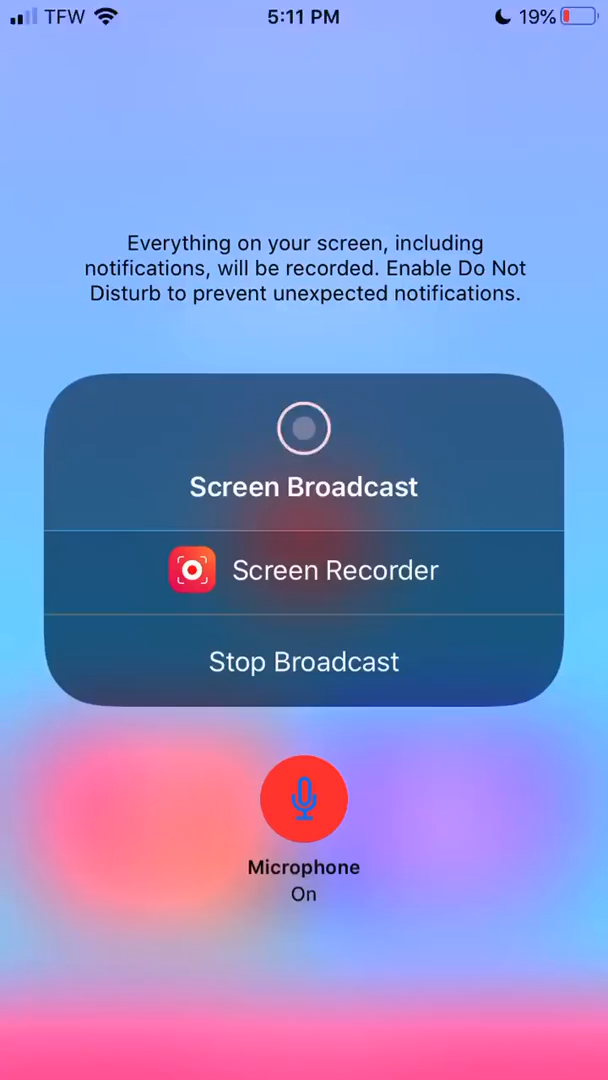 TFW 5:11 PM 19%
Everything on your screen, including
notifications, will be recorded. Enable Do Not
Disturb to prevent unexpected notifications.
Screen Broadcast
Screen Recorder
Stop Broadcast
Microphone
On